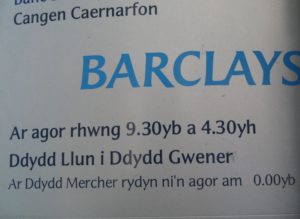 Cangen Caernarfon
BARCLAYS
Ar agor rhwng 9.30yb a 4.30yh
Ddydd Llun i Ddydd Gwener
Ar Ddydd Mercher rydyn ni'n agor am 0.00yb